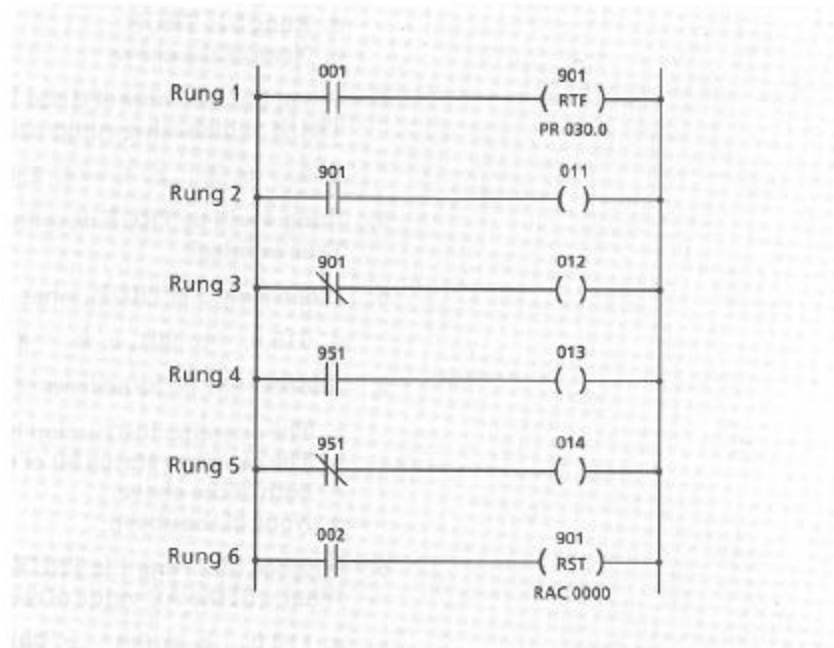 001 901
Rung 1 RTF
PR 030.0
901 011
Rung 2
901 012
Rung 3
951 013
Rung 4
951 014
Rung 5
002 901
Rung 6 RST
RAC 0000